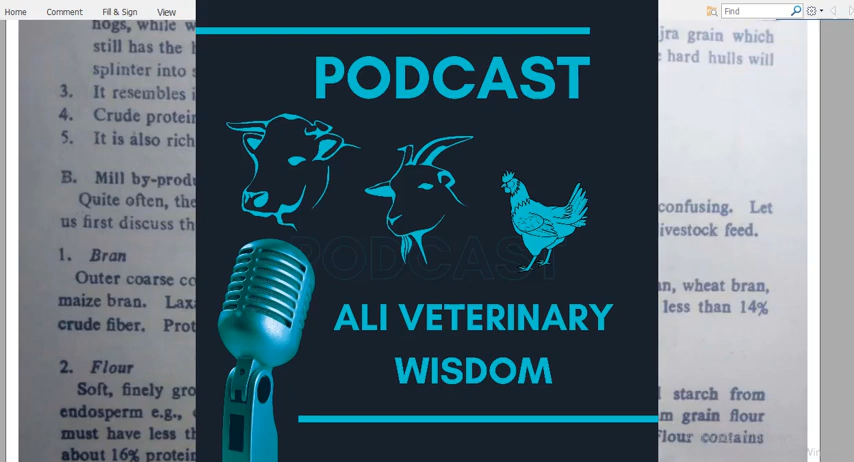 Home Comment Fill & Sign View Find
hogs, while
still has the
splinter into
3. It resembles
4. Crude protein
5. It is also rich
B. Mill by-produ
Quite often, the
us first discuss th
1. Bran
Outer coarse co
maize bran. Lax
crude fiber. Prot
2. Flour
Soft, finely gro
endosperm e.g.,
must have less th
about 16% protein
PODCAST
PODCAST
ALI VETERINARY
WISDOM
jra grain which
hard hulls will
confusing. Let
ivestock feed.
an, wheat bran,
less than 14%
starch from
m grain flour
Flour contains